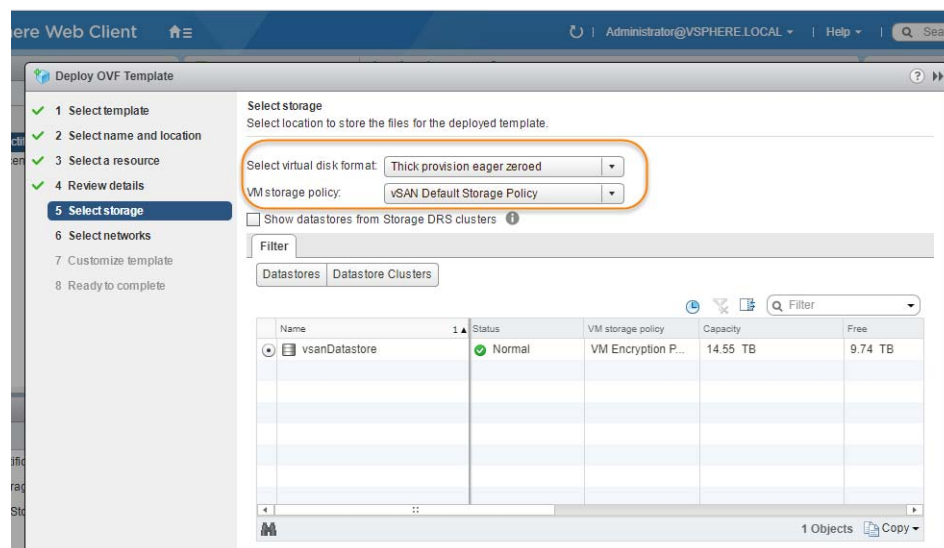 ere Web Client
Administrator@VSPHERE.LOCAL | Help | Sea
Deploy OVF Template
1 Select template
2 Select name and location
3 Select a resource
4 Review details
5 Select storage
6 Select networks
7 Customize template
8 Ready to complete
Select storage
Select location to store the files for the deployed template.
Select virtual disk format: Thick provision eager zeroed
VM storage policy: vSAN Default Storage Policy
Show datastores from Storage DRS clusters
Filter
Datastores Datastore Clusters
Filter
Name 1 Status VM storage policy Capacity Free
vsanDatastore Normal VM Encryption P... 14.55 TB 9.74 TB
1 Objects Copy